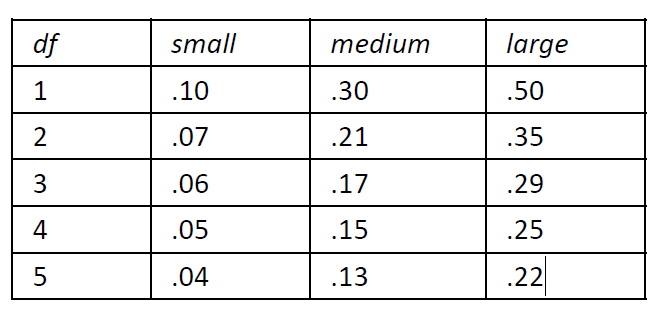 df small medium large
1 .10 .30 .50
2 .07 .21 .35
3 .06 .17 .29
4 .05 .15 .25
5 .04 .13 .22